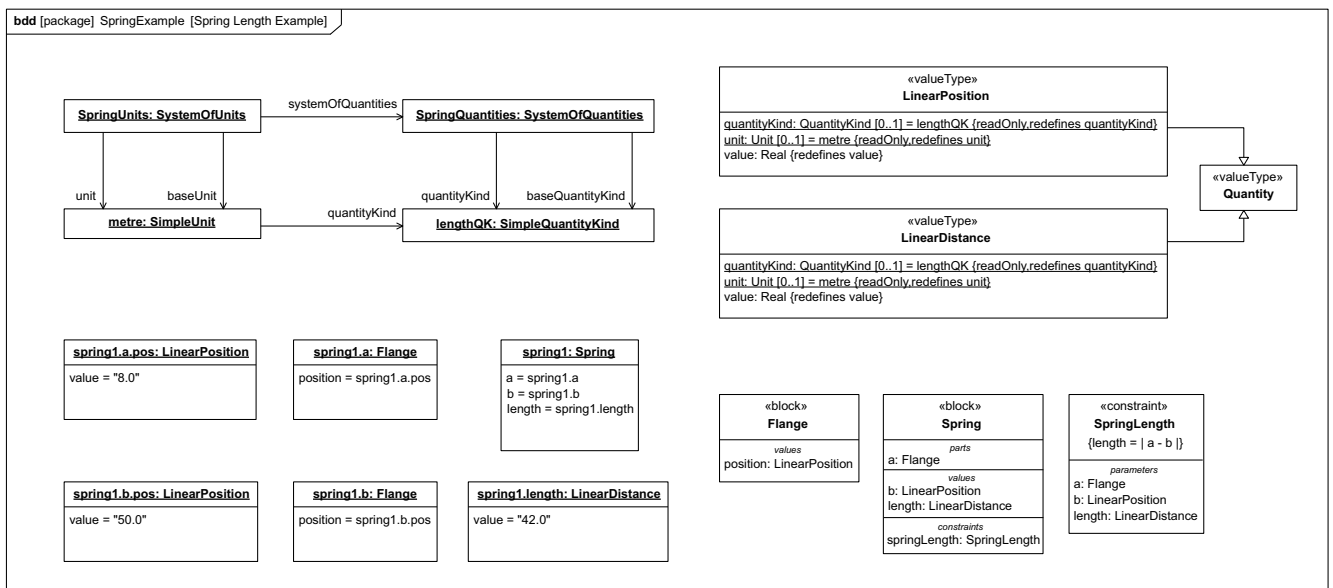 bdd [package] SpringExample [Spring Length Example]
SpringUnits: SystemOfUnits
systemOfQuantities
SpringQuantities: SystemOfQuantities
unit
baseUnit
quantityKind
baseQuantityKind
metre: SimpleUnit
quantityKind
lengthQK: SimpleQuantityKind
«valueType»
LinearPosition
quantityKind: QuantityKind [0..1] = lengthQK {readOnly,redefines quantityKind}
unit: Unit [0..1] = metre {readOnly,redefines unit}
value: Real {redefines value}
«valueType»
Quantity
«valueType»
LinearDistance
quantityKind: QuantityKind [0..1] = lengthQK {readOnly,redefines quantityKind}
unit: Unit [0..1] = metre {readOnly,redefines unit}
value: Real {redefines value}
spring1.a.pos: LinearPosition
value = "8.0"
spring1.a: Flange
position = spring1.a.pos
spring1: Spring
a = spring1.a
b = spring1.b
length = spring1.length
spring1.b.pos: LinearPosition
value = "50.0"
spring1.b: Flange
position = spring1.b.pos
spring1.length: LinearDistance
value = "42.0"
«block»
Flange
values
position: LinearPosition
«block»
Spring
parts
a: Flange
values
b: LinearPosition
length: LinearDistance
constraints
springLength: SpringLength
«constraint»
SpringLength
{length = | a - b |}
parameters
a: Flange
b: LinearPosition
length: LinearDistance